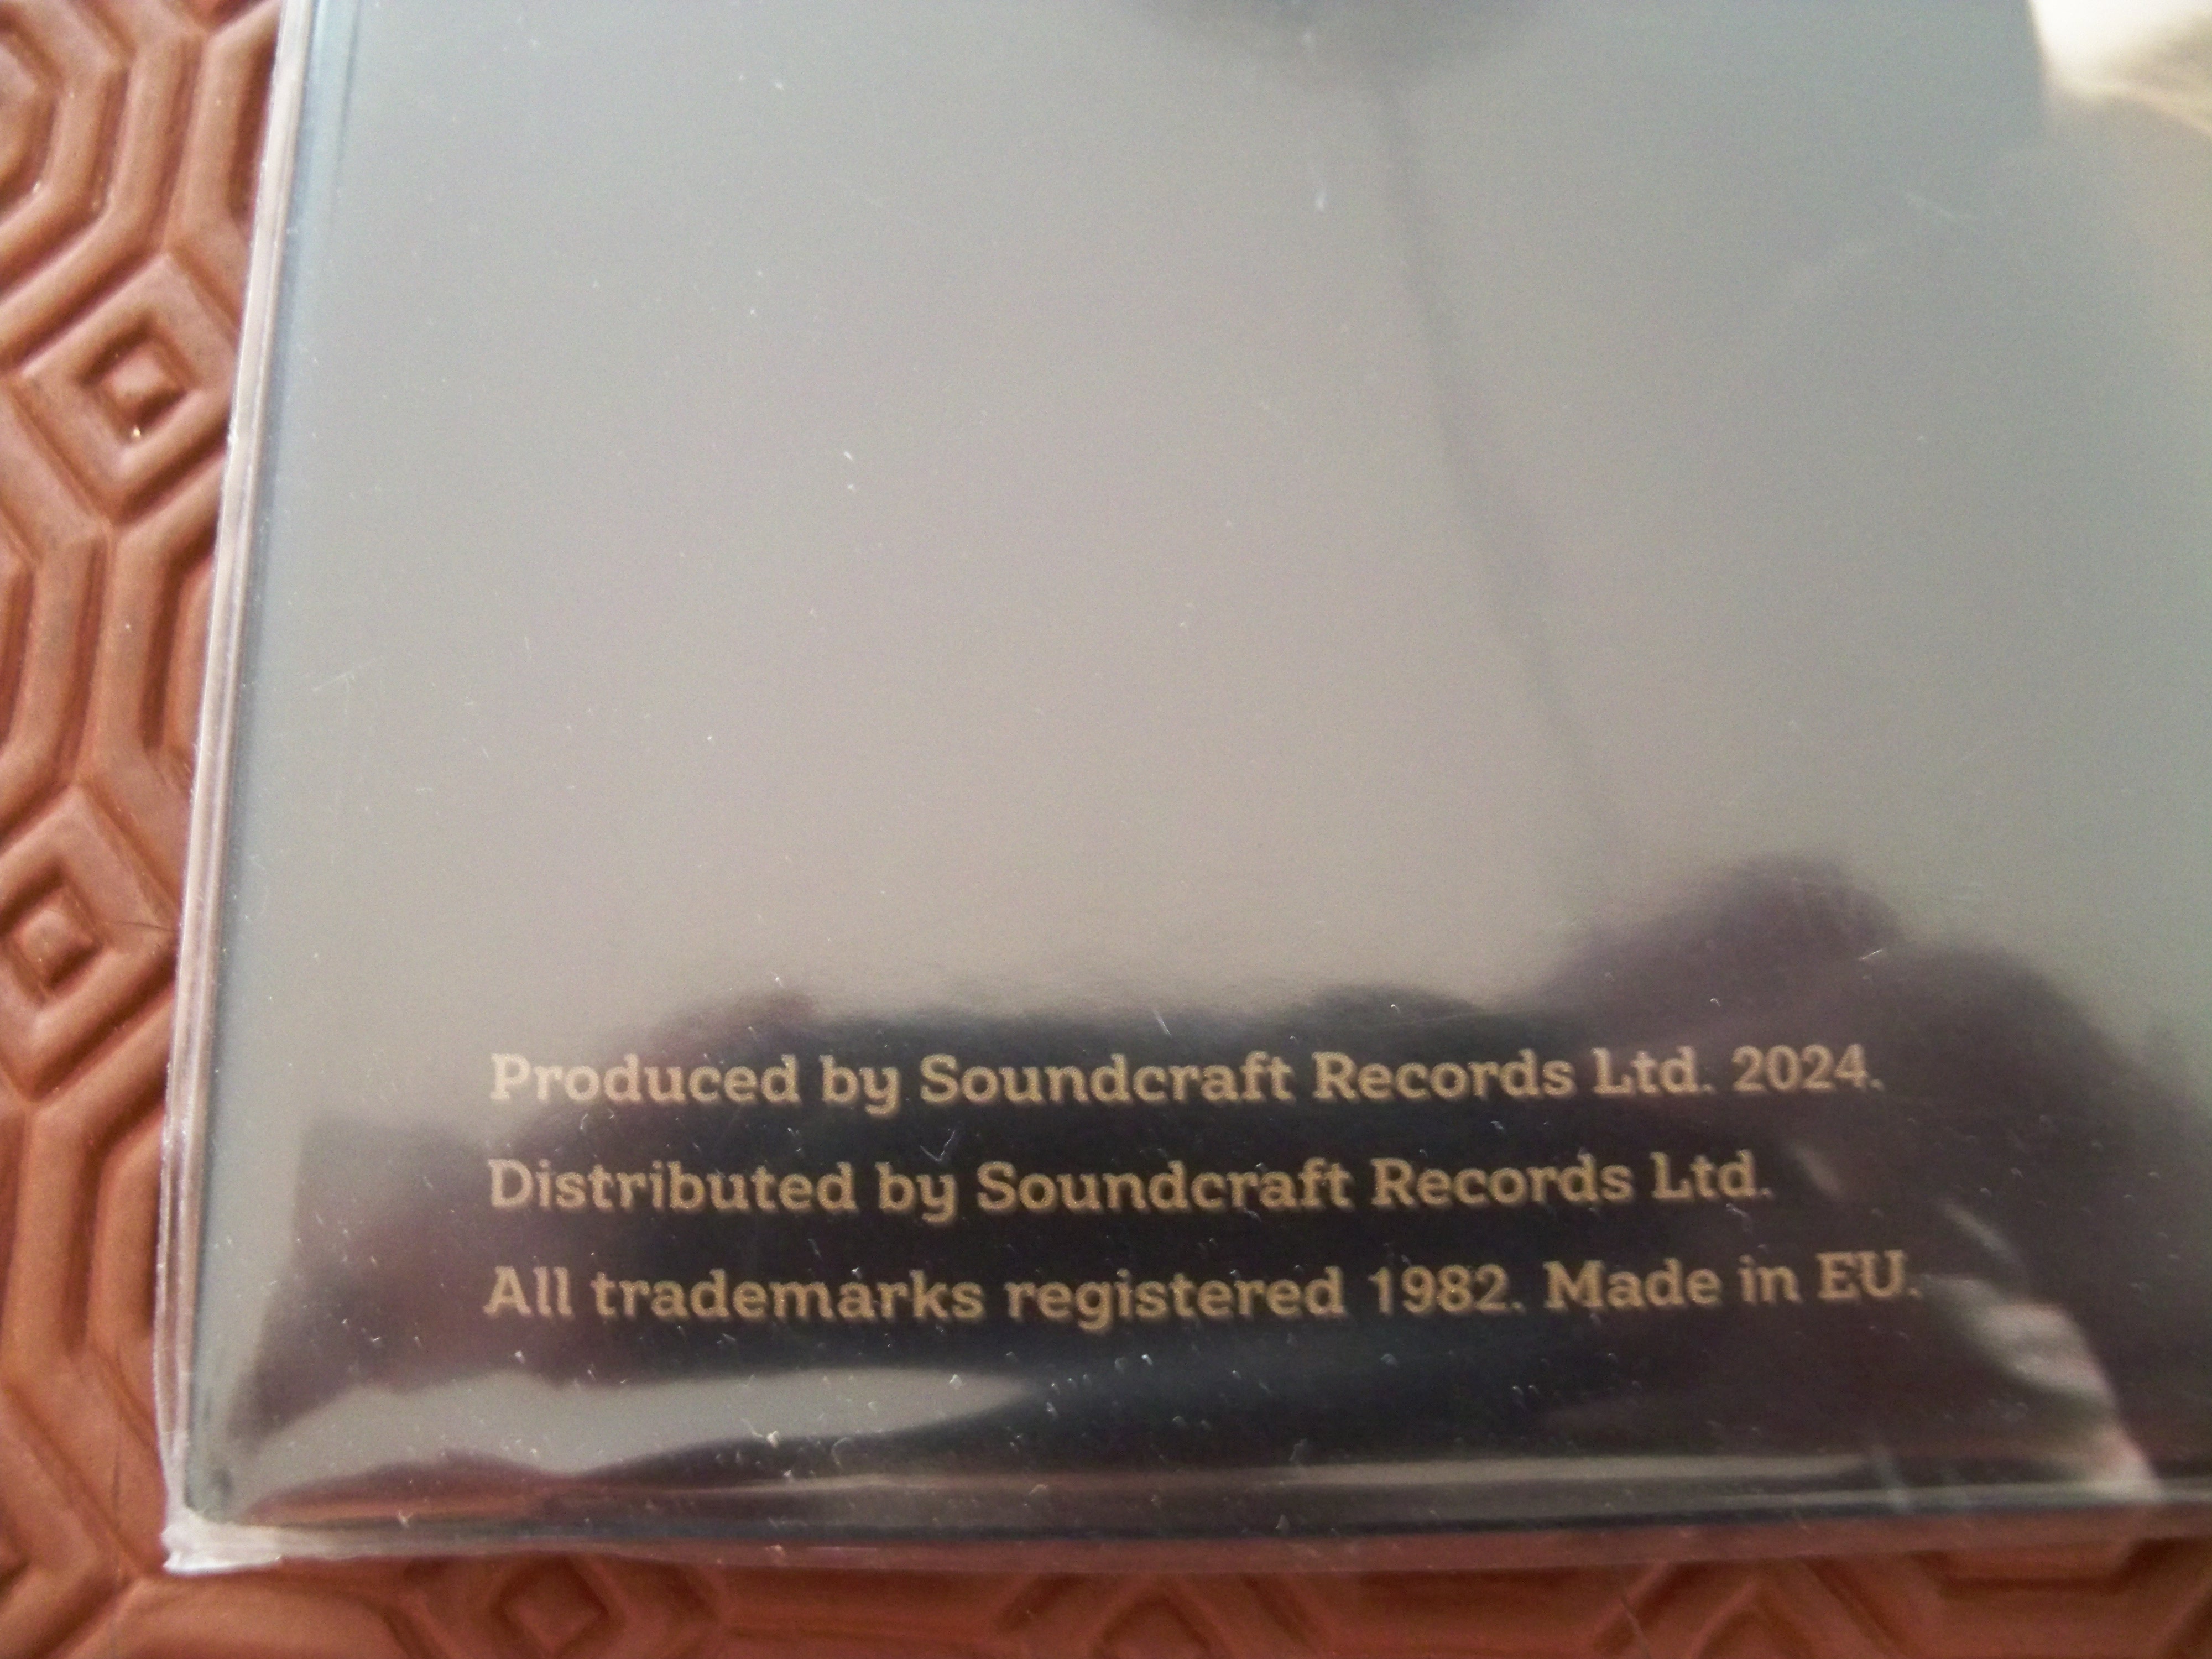 Produced by Soundcraft Records Ltd. 2024.
Distributed by Soundcraft Records Ltd.
All trademarks registered 1982. Made in EU.